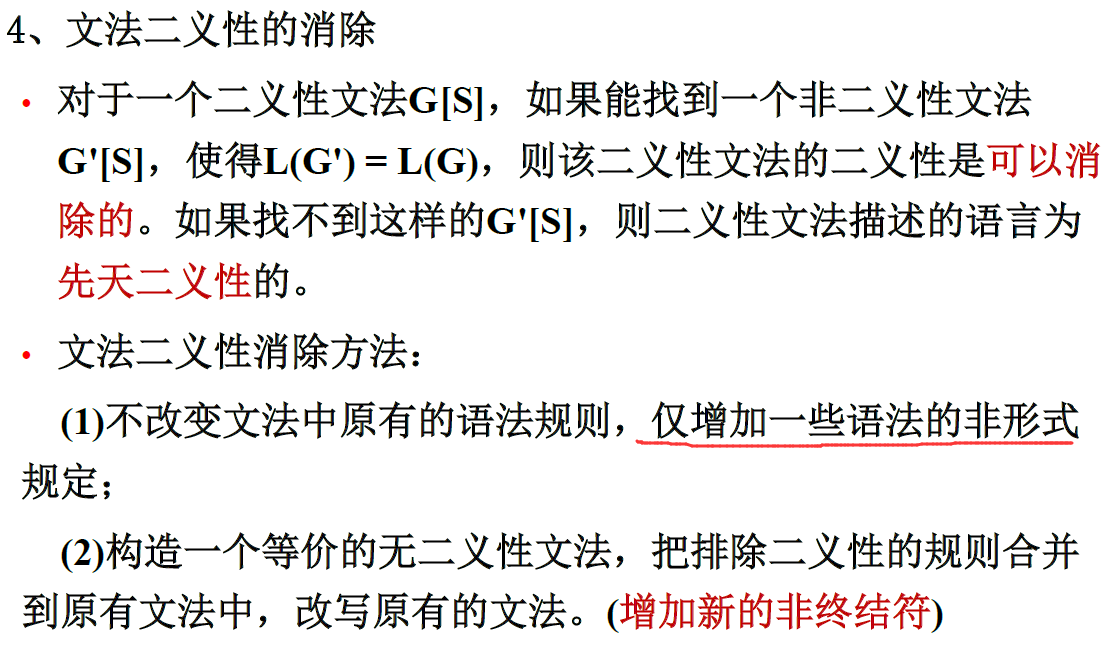 4、文法二义性的消除
• 对于一个二义性文法G[S]，如果能找到一个非二义性文法
G'[S]，使得L(G') = L(G)，则该二义性文法的二义性是可以消
除的。如果找不到这样的G'[S]，则二义性文法描述的语言为
先天二义性的。
• 文法二义性消除方法：
(1)不改变文法中原有的语法规则，仅增加一些语法的非形式
规定；
(2)构造一个等价的无二义性文法，把排除二义性的规则合并
到原有文法中，改写原有的文法。(增加新的非终结符)